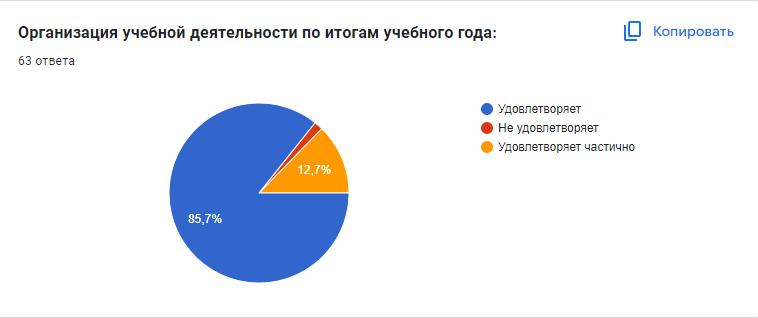 Организация учебной деятельности по итогам учебного года:
Копировать
63 ответа
Удовлетворяет
Не удовлетворяет
Удовлетворяет частично
12,7%
85,7%